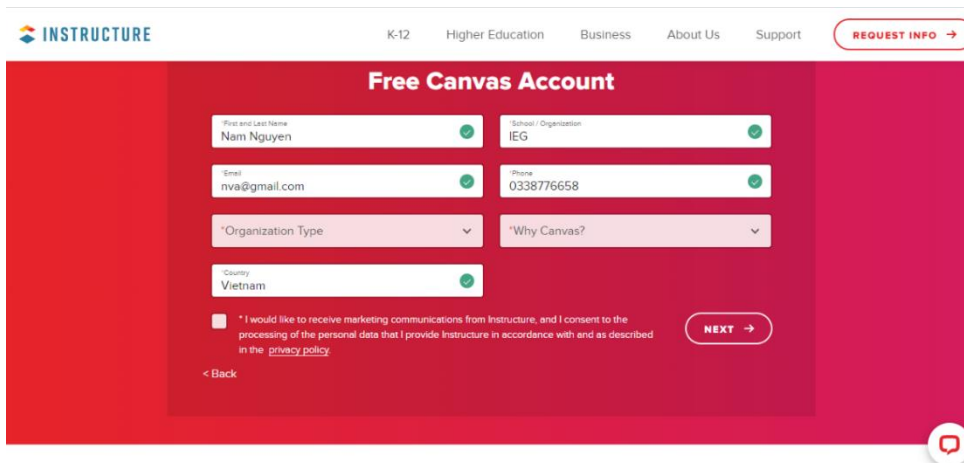 INSTRUCTURE
K-12 Higher Education Business About Us Support REQUEST INFO →
Free Canvas Account
*First and Last Name
Nam Nguyen
*School / Organization
IEG
*Email
nva@gmail.com
*Phone
0338776658
*Organization Type
*Why Canvas?
*Country
Vietnam
* I would like to receive marketing communications from Instructure, and I consent to the
processing of the personal data that I provide Instructure in accordance with and as described
in the privacy policy.
NEXT →
< Back